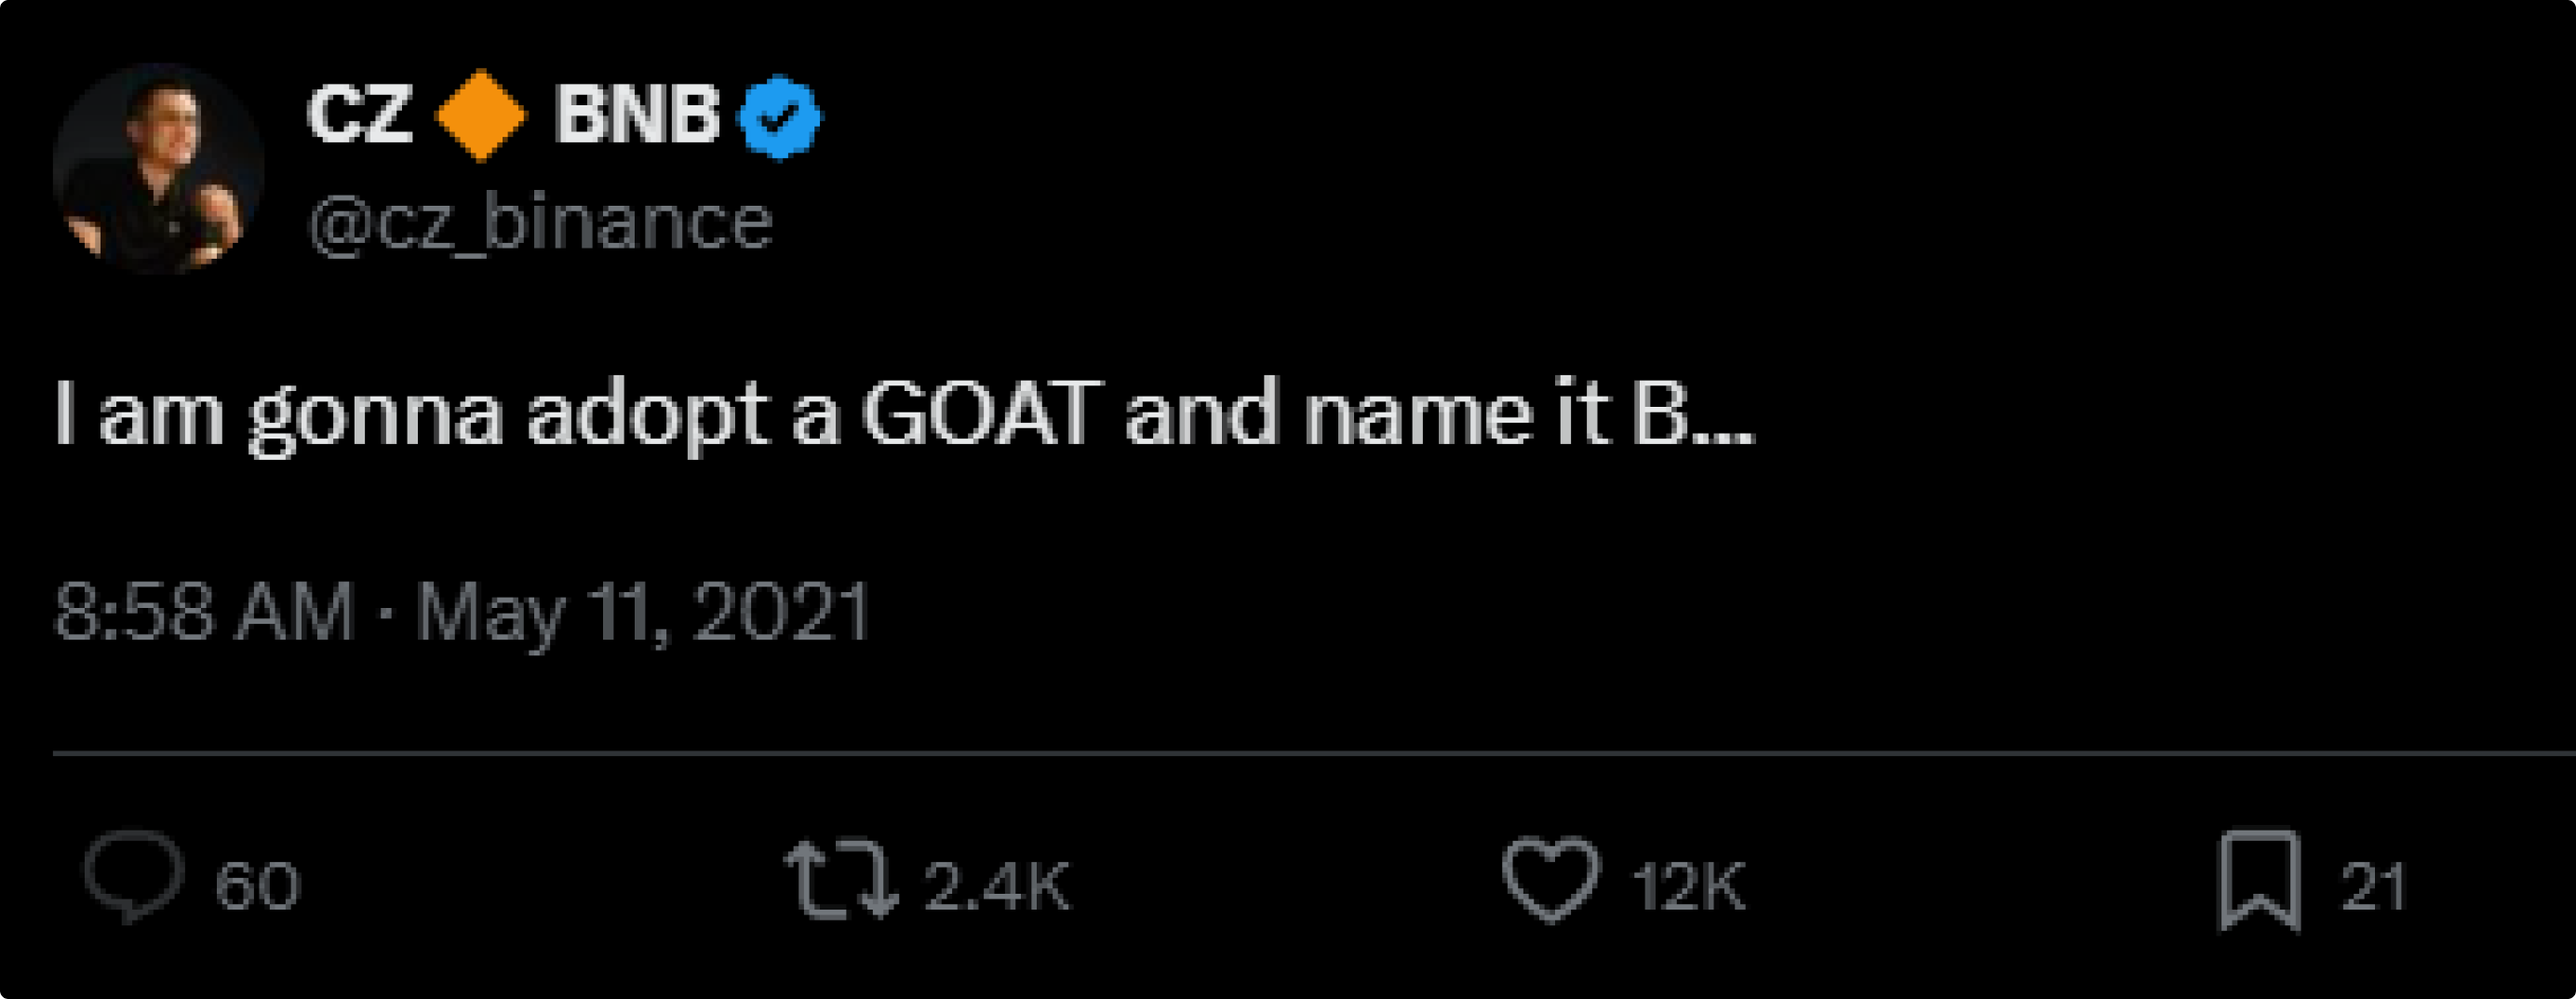 CZ 🔶 BNB
@cz_binance
I am gonna adopt a GOAT and name it B...
8:58 AM · May 11, 2021
60 2.4K 12K 21